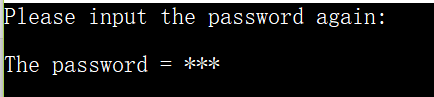 Please input the password again:
The password = ***